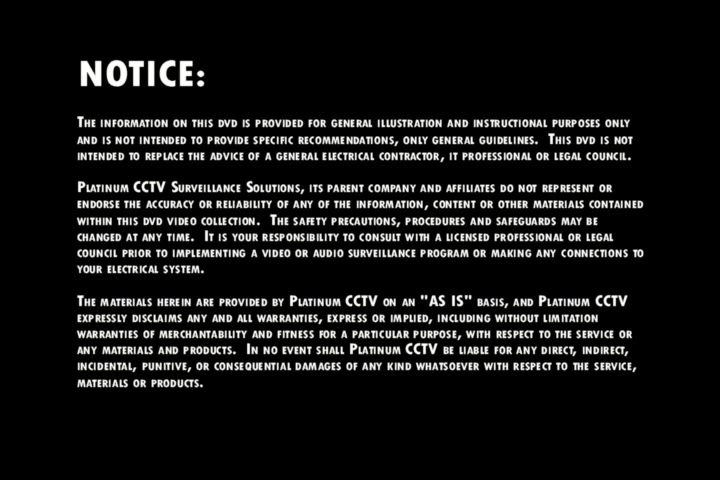 NOTICE:
THE INFORMATION ON THIS DVD IS PROVIDED FOR GENERAL ILLUSTRATION AND INSTRUCTIONAL PURPOSES ONLY
AND IS NOT INTENDED TO PROVIDE SPECIFIC RECOMMENDATIONS, ONLY GENERAL GUIDELINES. THIS DVD IS NOT
INTENDED TO REPLACE THE ADVICE OF A GENERAL ELECTRICAL CONTRACTOR, IT PROFESSIONAL OR LEGAL COUNCIL.
PLATINUM CCTV SURVEILLANCE SOLUTIONS, ITS PARENT COMPANY AND AFFILIATES DO NOT REPRESENT OR
ENDORSE THE ACCURACY OR RELIABILITY OF ANY OF THE INFORMATION, CONTENT OR OTHER MATERIALS CONTAINED
WITHIN THIS DVD VIDEO COLLECTION. THE SAFETY PRECAUTIONS, PROCEDURES AND SAFEGUARDS MAY BE
CHANGED AT ANY TIME. IT IS YOUR RESPONSIBILITY TO CONSULT WITH A LICENSED PROFESSIONAL OR LEGAL
COUNCIL PRIOR TO IMPLEMENTING A VIDEO OR AUDIO SURVEILLANCE PROGRAM OR MAKING ANY CONNECTIONS TO
YOUR ELECTRICAL SYSTEM.
THE MATERIALS HEREIN ARE PROVIDED BY PLATINUM CCTV ON AN "AS IS" BASIS, AND PLATINUM CCTV
EXPRESSLY DISCLAIMS ANY AND ALL WARRANTIES, EXPRESS OR IMPLIED, INCLUDING WITHOUT LIMITATION
WARRANTIES OF MERCHANTABILITY AND FITNESS FOR A PARTICULAR PURPOSE, WITH RESPECT TO THE SERVICE OR
ANY MATERIALS AND PRODUCTS. IN NO EVENT SHALL PLATINUM CCTV BE LIABLE FOR ANY DIRECT, INDIRECT,
INCIDENTAL, PUNITIVE, OR CONSEQUENTIAL DAMAGES OF ANY KIND WHATSOEVER WITH RESPECT TO THE SERVICE,
MATERIALS OR PRODUCTS.